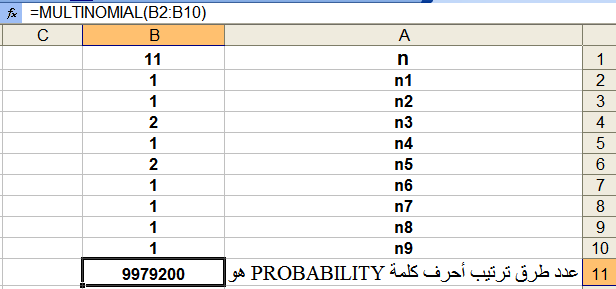 fx =MULTINOMIAL(B2:B10)
A B C
1 n 11
2 n1 1
3 n2 1
4 n3 2
5 n4 1
6 n5 2
7 n6 1
8 n7 1
9 n8 1
10 n9 1
11 عدد طرق ترتيب أحرف كلمة PROBABILITY هو 9979200